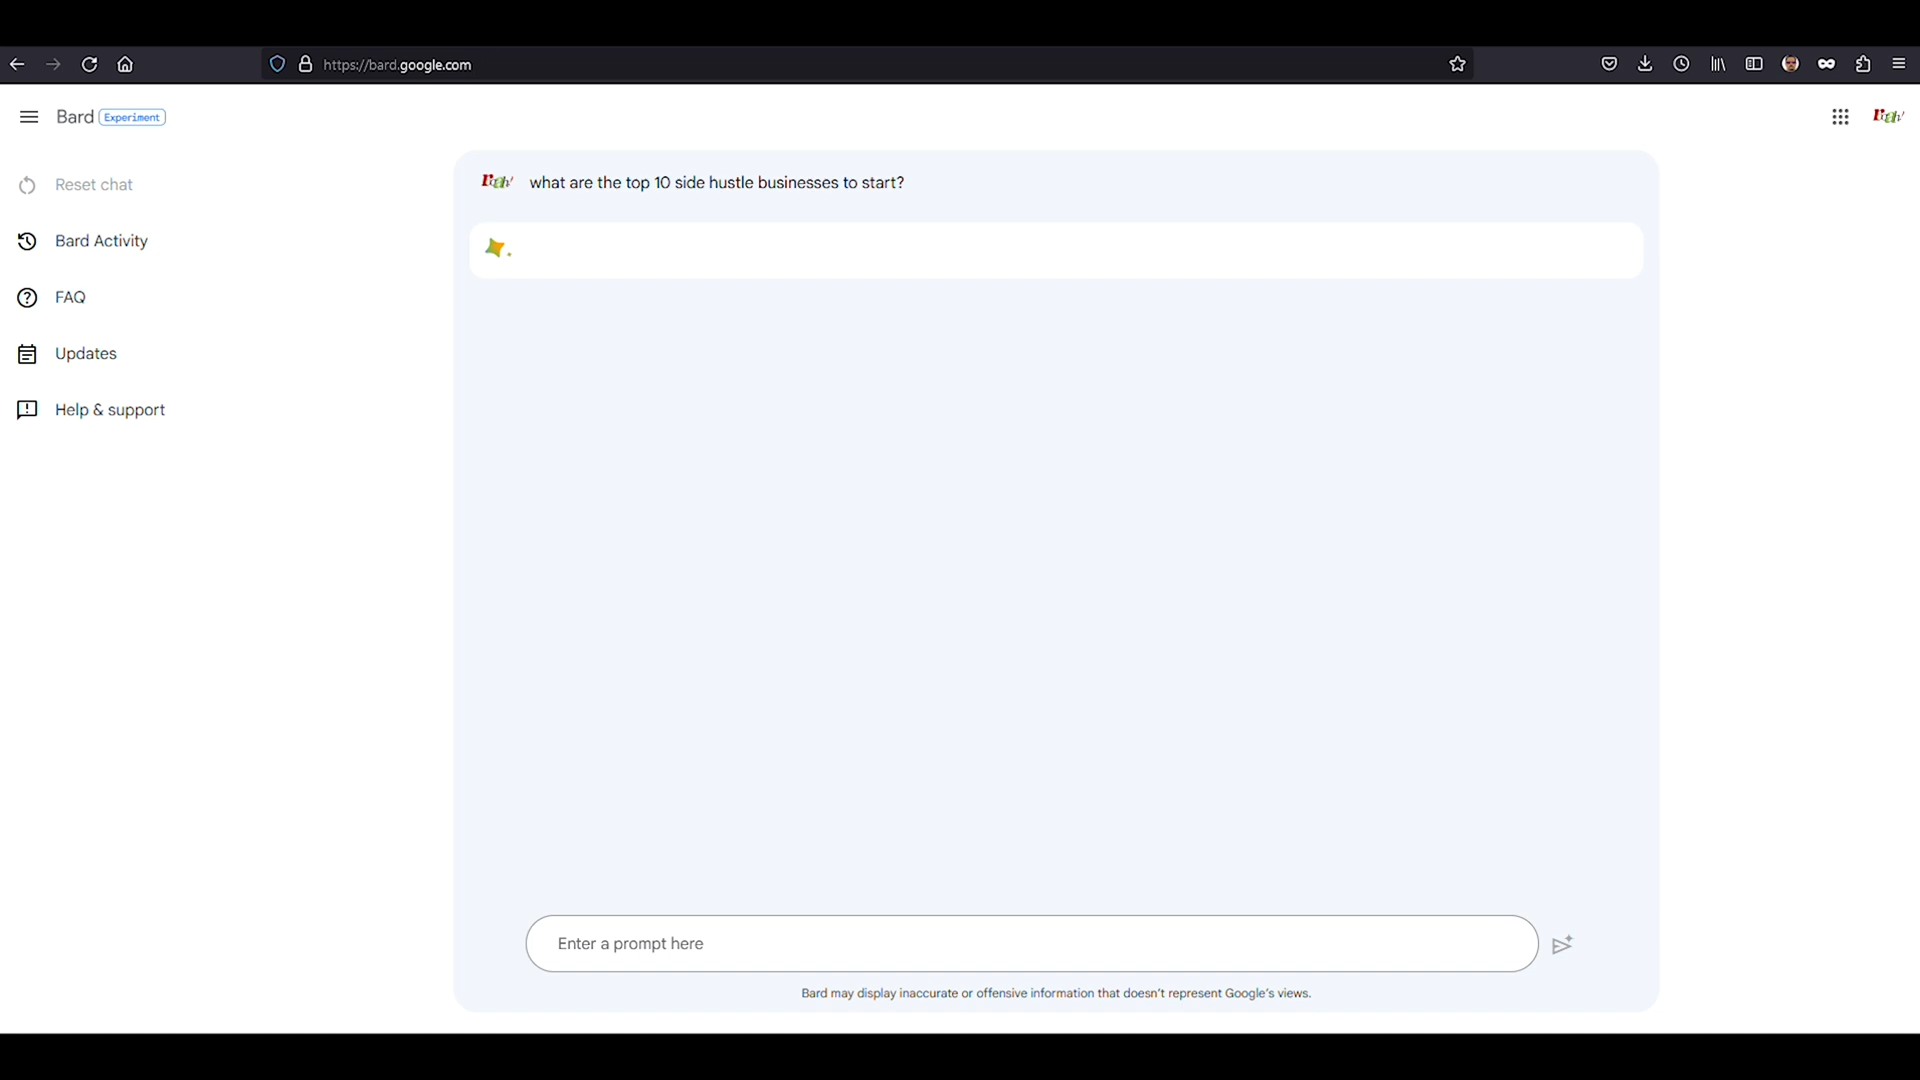 https://bard.google.com
Bard Experiment
Reset chat
Bard Activity
FAQ
Updates
Help & support
what are the top 10 side hustle businesses to start?
Enter a prompt here
Bard may display inaccurate or offensive information that doesn't represent Google's views.